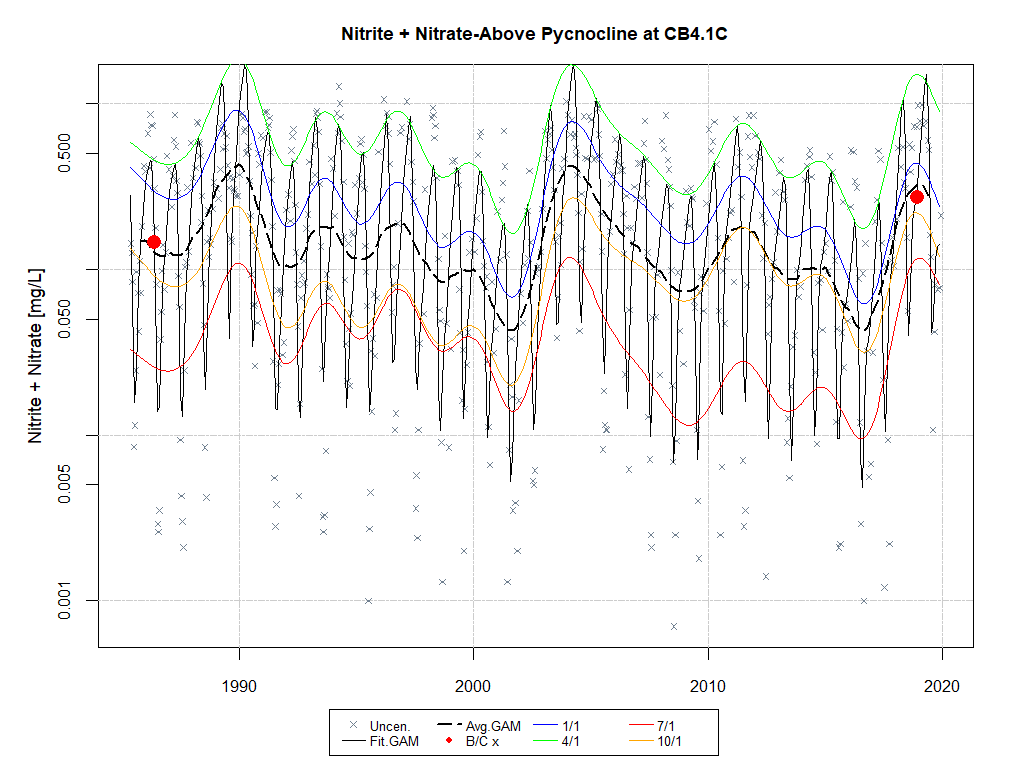 Nitrite + Nitrate-Above Pycnocline at CB4.1C
Nitrite + Nitrate [mg/L]
0.500
0.050
0.005
0.001
1990 2000 2010 2020
Uncen. Avg.GAM 1/1 7/1
Fit.GAM B/C x 4/1 10/1